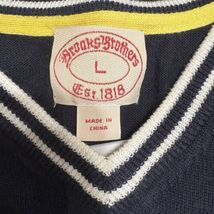 Brooks Brothers
L
Est. 1818
MADE IN
CHINA